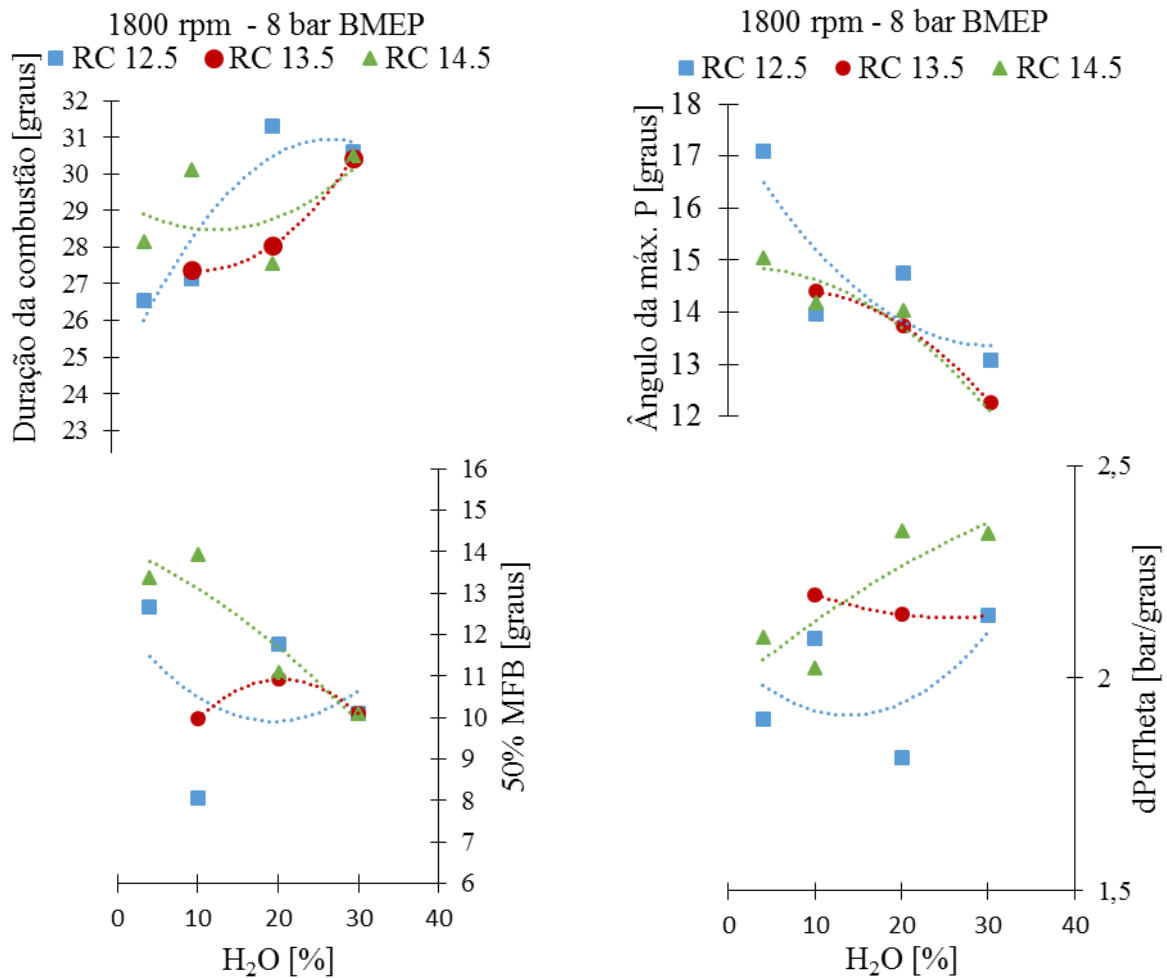 1800 rpm - 8 bar BMEP
RC 12.5 RC 13.5 RC 14.5
Duração da combustão [graus]
32
31
30
29
28
27
26
25
24
23
16
15
14
13
12
11
10
9
8
7
6
50% MFB [graus]
0 10 20 30 40
H₂O [%]
1800 rpm - 8 bar BMEP
RC 12.5 RC 13.5 RC 14.5
Ângulo da máx. P [graus]
18
17
16
15
14
13
12
2,5
2
1,5
dPdTheta [bar/graus]
0 10 20 30 40
H₂O [%]